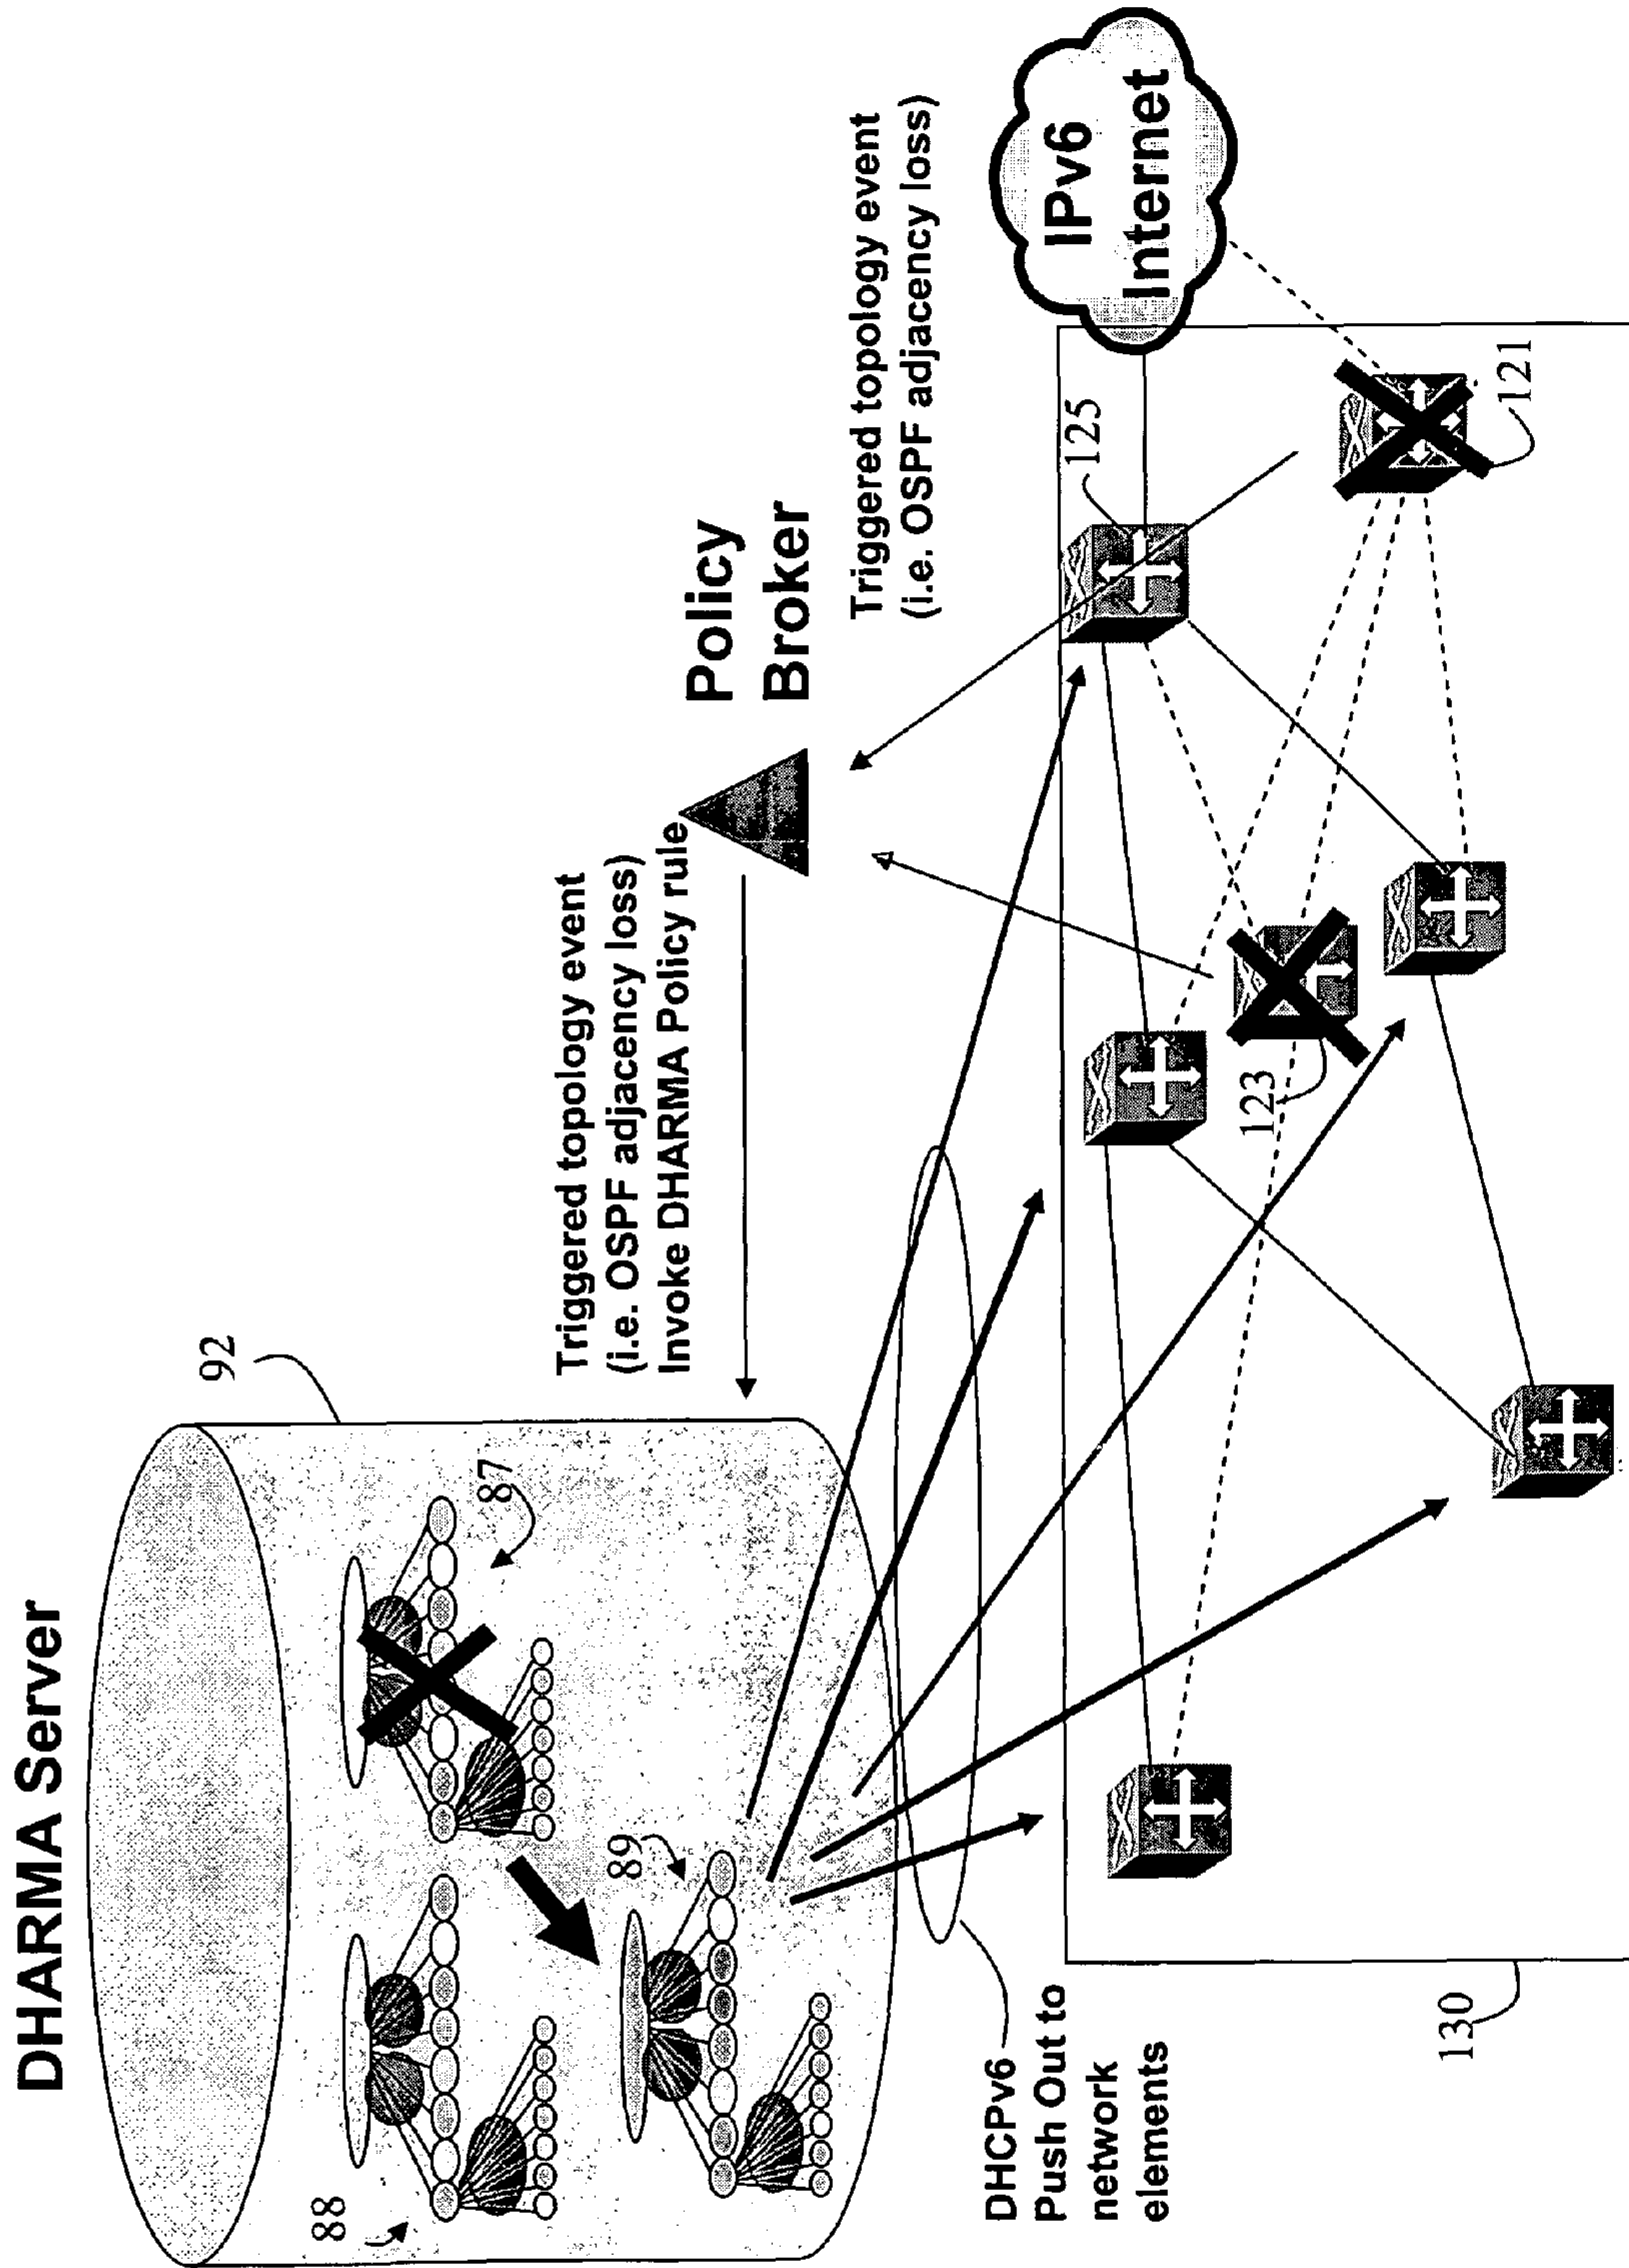 DHARMA Server
92
88
87
89
Triggered topology event
(i.e. OSPF adjacency loss)
Invoke DHARMA Policy rule
Policy
Broker
Triggered topology event
(i.e. OSPF adjacency loss)
IPv6
Internet
125
121
123
DHCPv6
Push Out to
network
elements
130